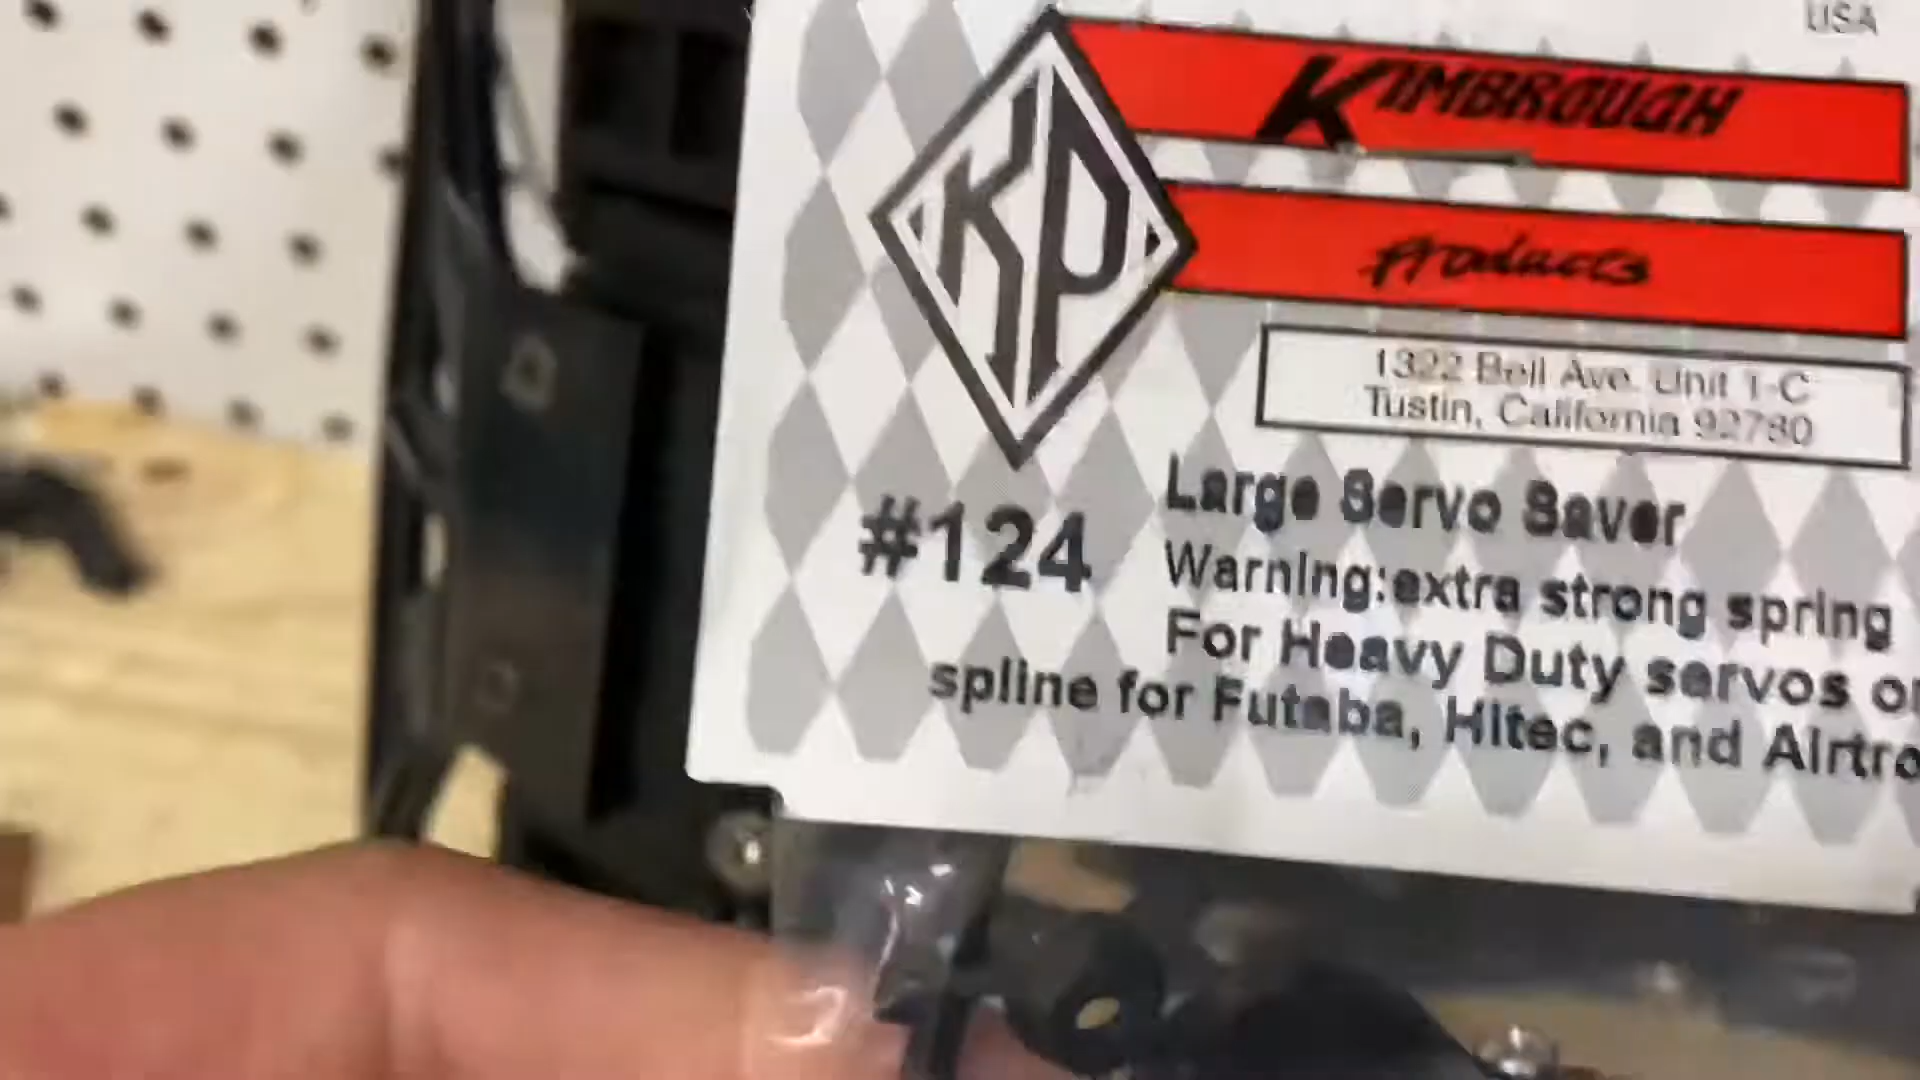 USA
KIMBROUGH
KP
Products
1322 Bell Ave. Unit 1-C
Tustin, California 92780
Large Servo Saver
#124
Warning:extra strong spring
For Heavy Duty servos
spline for Futaba, Hitec, and